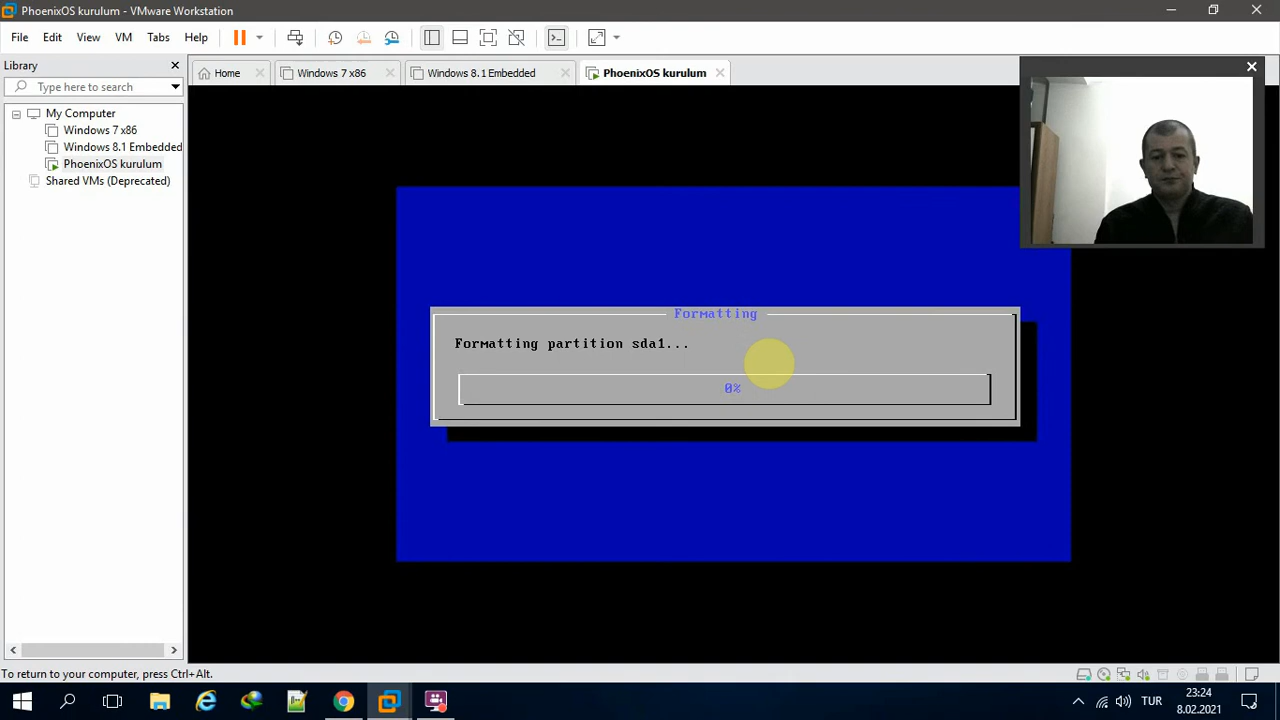 PhoenixOS kurulum - VMware Workstation
File Edit View VM Tabs Help
Library
Type here to search
My Computer
Windows 7 x86
Windows 8.1 Embedded
PhoenixOS kurulum
Shared VMs (Deprecated)
Home
Windows 7 x86
Windows 8.1 Embedded
PhoenixOS kurulum
Formatting
Formatting partition sda1...
0%
To return to your computer, press Ctrl+Alt.
TUR
23:24
8.02.2021